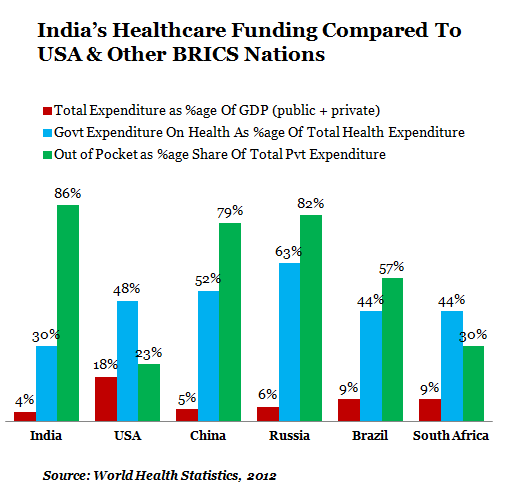 India's Healthcare Funding Compared To
USA & Other BRICS Nations
Total Expenditure as %age Of GDP (public + private)
Govt Expenditure On Health As %age Of Total Health Expenditure
Out of Pocket as %age Share Of Total Pvt Expenditure
4% 30% 86%
18% 48% 23%
5% 52% 79%
6% 63% 82%
9% 44% 57%
9% 44% 30%
India USA China Russia Brazil South Africa
Source: World Health Statistics, 2012